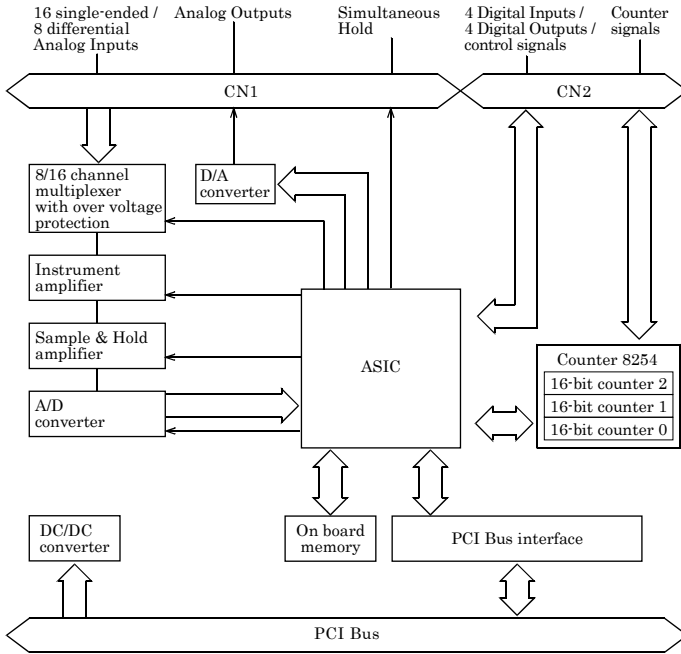 16 single-ended /
8 differential
Analog Inputs
Analog Outputs
Simultaneous
Hold
4 Digital Inputs /
4 Digital Outputs /
control signals
Counter
signals
CN1
CN2
8/16 channel
multiplexer
with over voltage
protection
D/A
converter
Instrument
amplifier
Sample & Hold
amplifier
A/D
converter
ASIC
Counter 8254
16-bit counter 2
16-bit counter 1
16-bit counter 0
DC/DC
converter
On board
memory
PCI Bus interface
PCI Bus